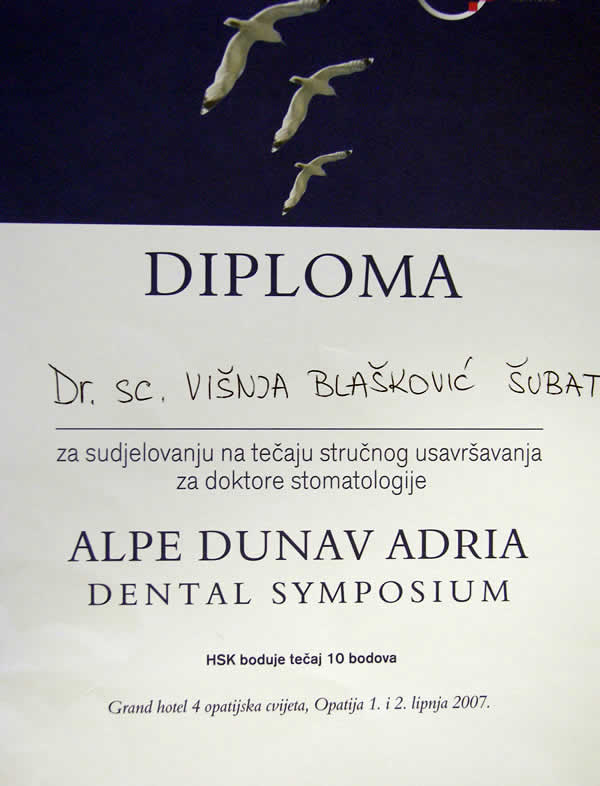 DIPLOMA
Dr. sc. VIŠNJA BLAŠKOVIĆ ŠUBAT
za sudjelovanju na tečaju stručnog usavršavanja
za doktore stomatologije
ALPE DUNAV ADRIA
DENTAL SYMPOSIUM
HSK boduje tečaj 10 bodova
Grand hotel 4 opatijska cvijeta, Opatija 1. i 2. lipnja 2007.